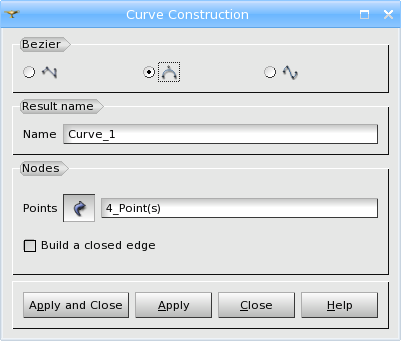 Curve Construction
Bezier
Result name
Name Curve_1
Nodes
Points 4_Point(s)
Build a closed edge
Apply and Close Apply Close Help